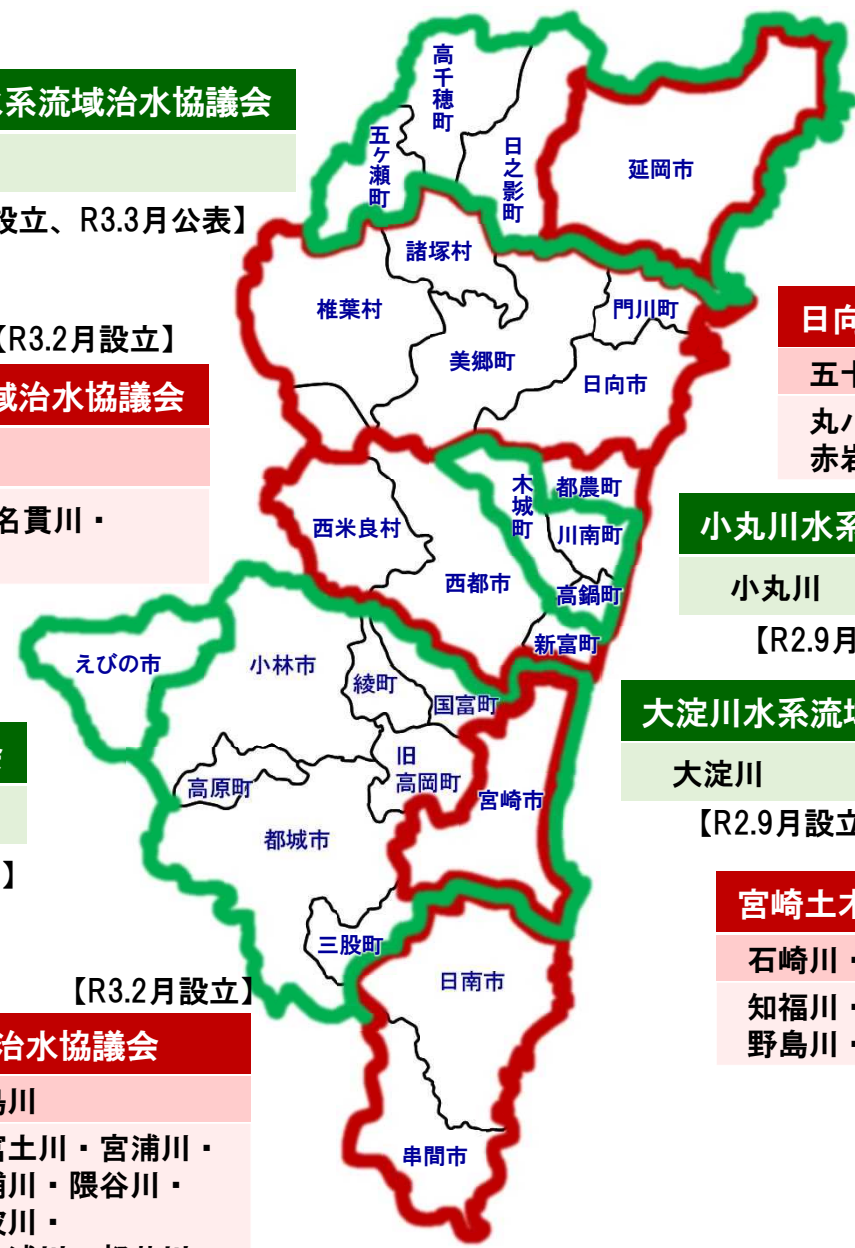 水系流域治水協議会
設立、R3.3月公表】
【R3.2月設立】
域治水協議会
名貫川・
】
【R3.2月設立】
治水協議会
島川
富土川・宮浦川・
浦川・隈谷川・
波川・
高千穂町
五ヶ瀬町
日之影町
延岡市
諸塚村
椎葉村
門川町
美郷町
日向市
木城町
都農町
川南町
西米良村
西都市
高鍋町
新富町
えびの市
小林市
綾町
国富町
旧
高岡町
高原町
宮崎市
都城市
三股町
日南市
串間市
日向
五十
丸
赤岩
小丸川水系
小丸川
【R2.9月
大淀川水系流域
大淀川
【R2.9月設立
宮崎土木
石崎川・
知福川・
野島川・